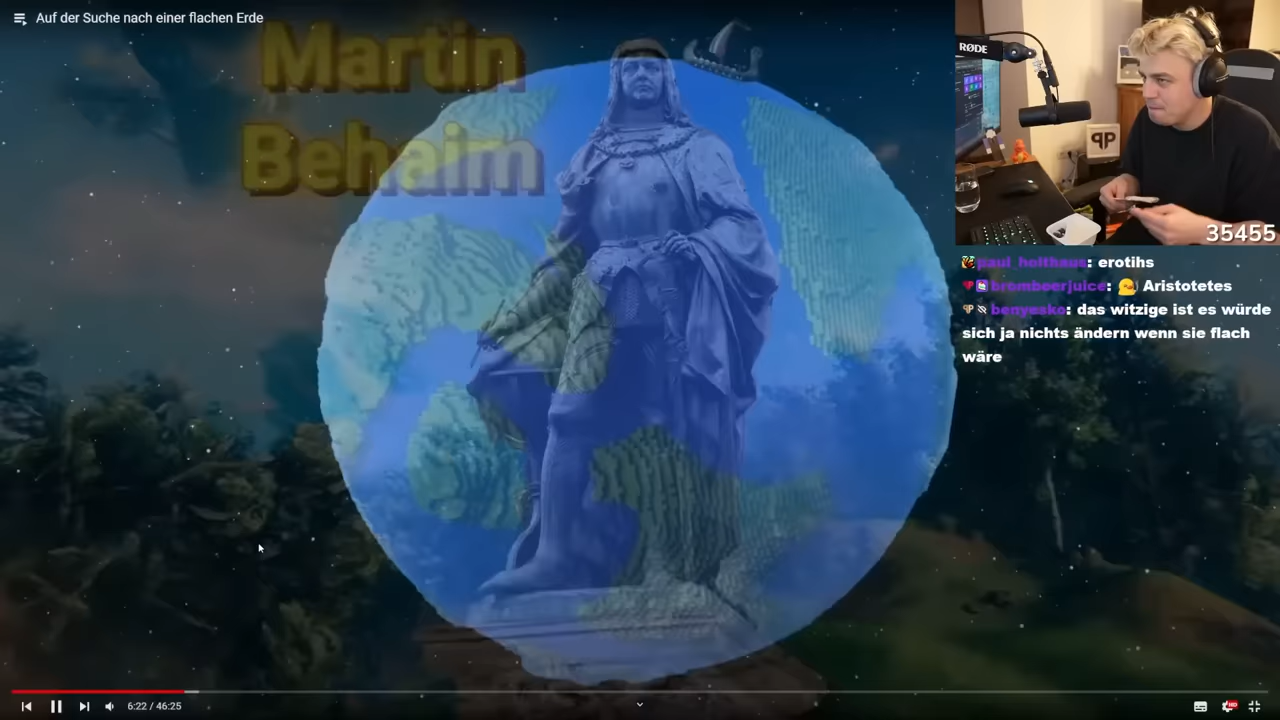 Auf der Suche nach einer flachen Erde
Martin
Behaim
RØDE
35455
paul_holthaus: erotihs
bromboerjuice: Aristotetes
benyesko: das witzige ist es würde
sich ja nichts ändern wenn sie flach
wäre
6:22 / 46:25
HD